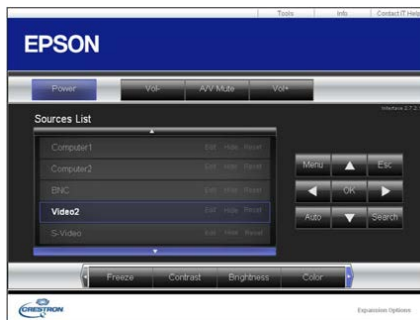 Tools Info Contact IT Help
EPSON
Power Vol- A/V Mute Vol+
Interface 2.7.2
Sources List
Computer1 Edit Hide Reset
Computer2 Edit Hide Reset
BNC Edit Hide Reset
Video2 Edit Hide Reset
S-Video Edit Hide Reset
Menu Esc
OK
Auto Search
Freeze Contrast Brightness Color
CRESTRON Expansion Options